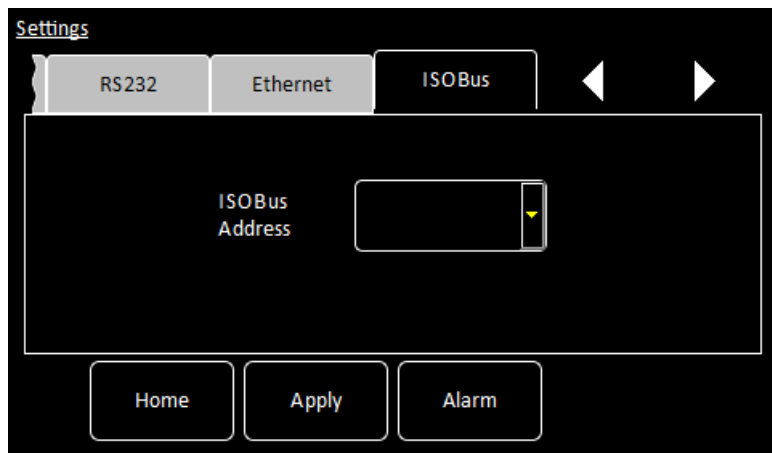 Settings
RS232
Ethernet
ISOBus
ISOBus
Address
Home
Apply
Alarm